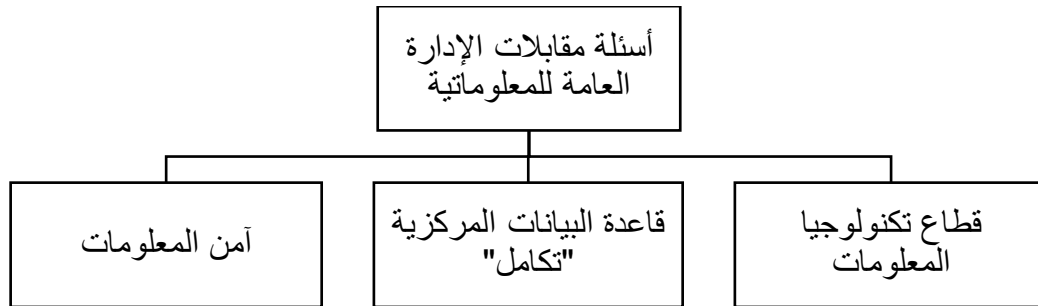 أسئلة مقابلات الإدارة
العامة للمعلوماتية
قطاع تكنولوجيا
المعلومات
قاعدة البيانات المركزية
"تكامل"
آمن المعلومات